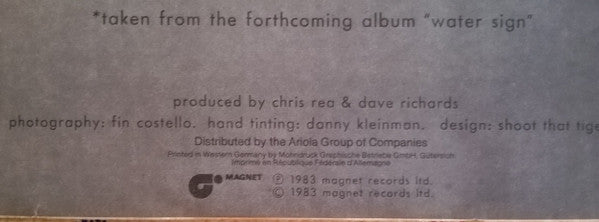 *taken from the forthcoming album "water sign"
produced by chris rea & dave richards
photography: fin costello. hand tinting: danny kleinman. design: shoot that tige
Distributed by the Ariola Group of Companies
Printed in Western Germany by Mohndruck Graphische Betriebe GmbH, Gütersloh
Imprimé en République Fédérale d'Allemagne
MAGNET ℗ 1983 magnet records ltd.
© 1983 magnet records ltd.